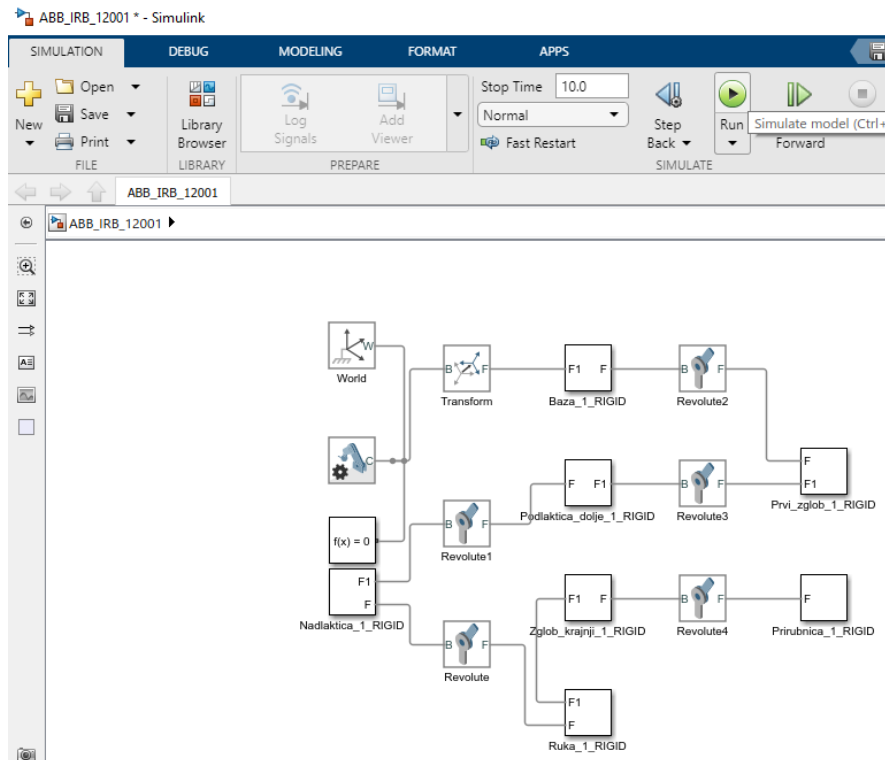 ABB_IRB_12001 * - Simulink
SIMULATION DEBUG MODELING FORMAT APPS
New
Open
Save
Print
FILE
Library
Browser
LIBRARY
Log
Signals
Add
Viewer
PREPARE
Stop Time 10.0
Normal
Fast Restart
Step
Back
Run
Simulate model (Ctrl+
Forward
SIMULATE
ABB_IRB_12001
ABB_IRB_12001
W
World
B F
Transform
F1 F
Baza_1_RIGID
B F
Revolute2
C
F
F1
Prvi_zglob_1_RIGID
F F1
Podlaktica_dolje_1_RIGID
B F
Revolute3
B F
Revolute1
f(x) = 0
F1
F
Nadlaktica_1_RIGID
F1 F
Zglob_krajnji_1_RIGID
B F
Revolute4
F
Prirubnica_1_RIGID
B F
Revolute
F1
F
Ruka_1_RIGID